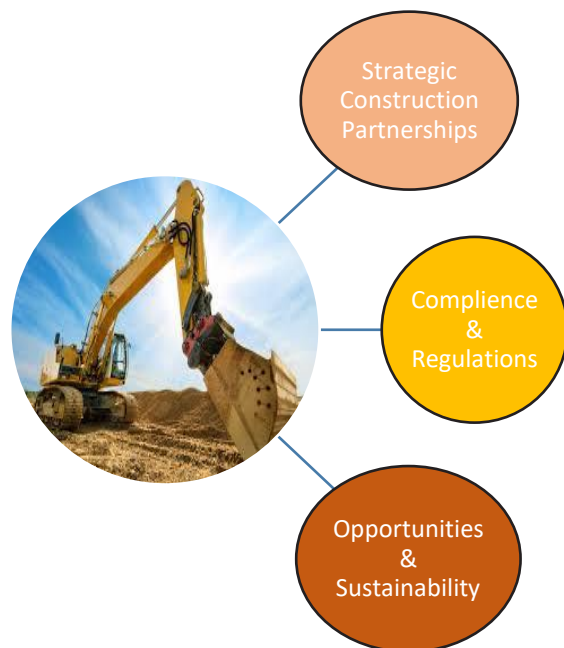 Strategic
Construction
Partnerships
Complience
&
Regulations
Opportunities
&
Sustainability